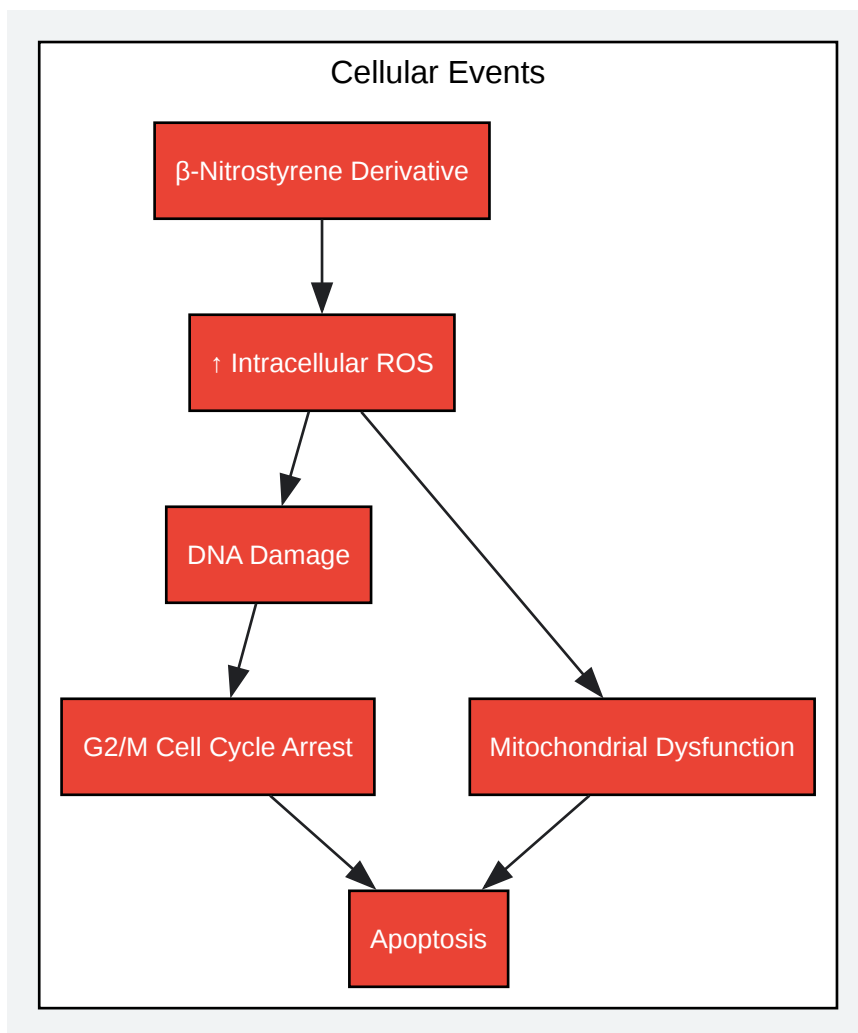 Cellular Events
β-Nitrostyrene Derivative
↑ Intracellular ROS
DNA Damage
G2/M Cell Cycle Arrest
Mitochondrial Dysfunction
Apoptosis